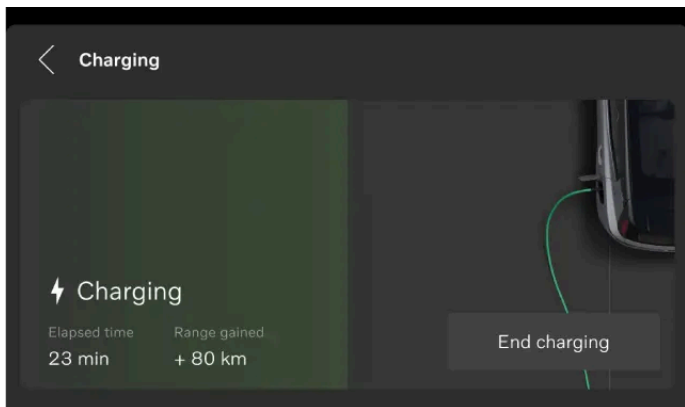 Charging
Charging
Elapsed time Range gained
23 min + 80 km
End charging